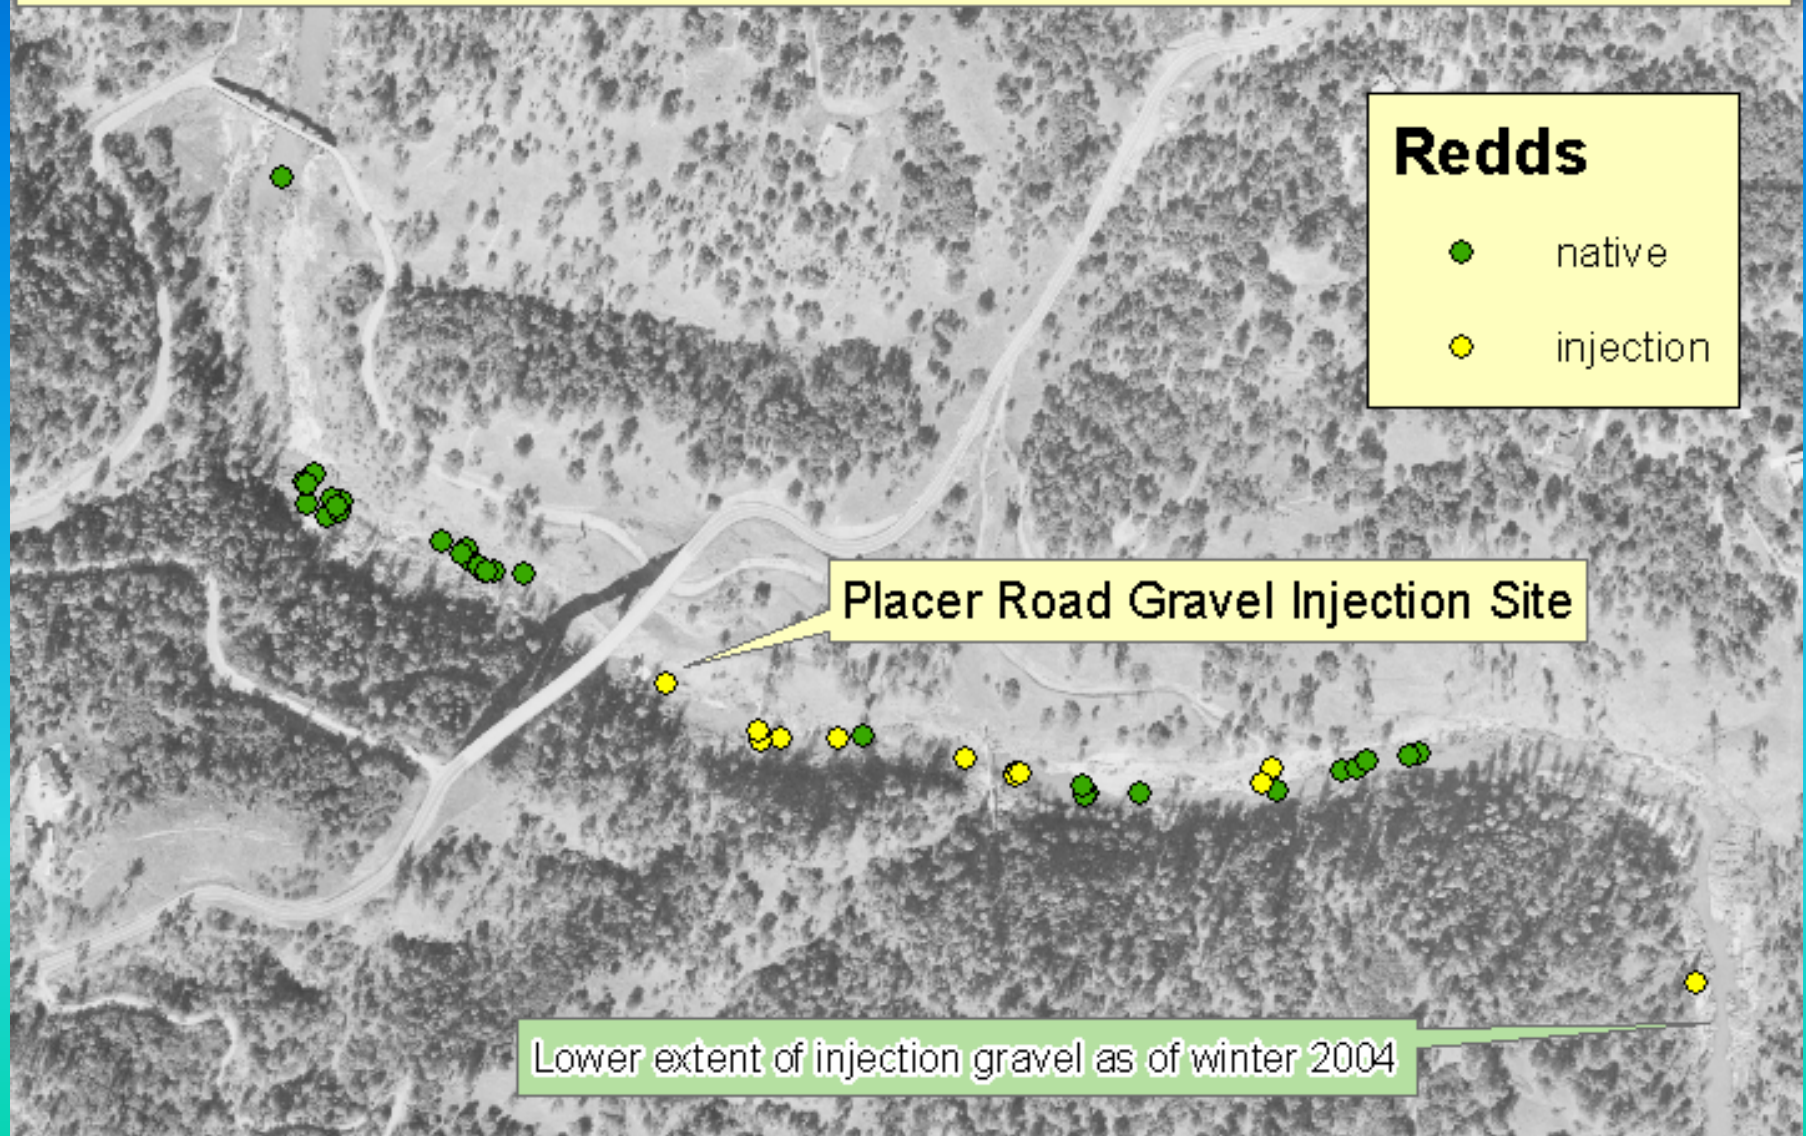 Redds
native
injection
Placer Road Gravel Injection Site
Lower extent of injection gravel as of winter 2004